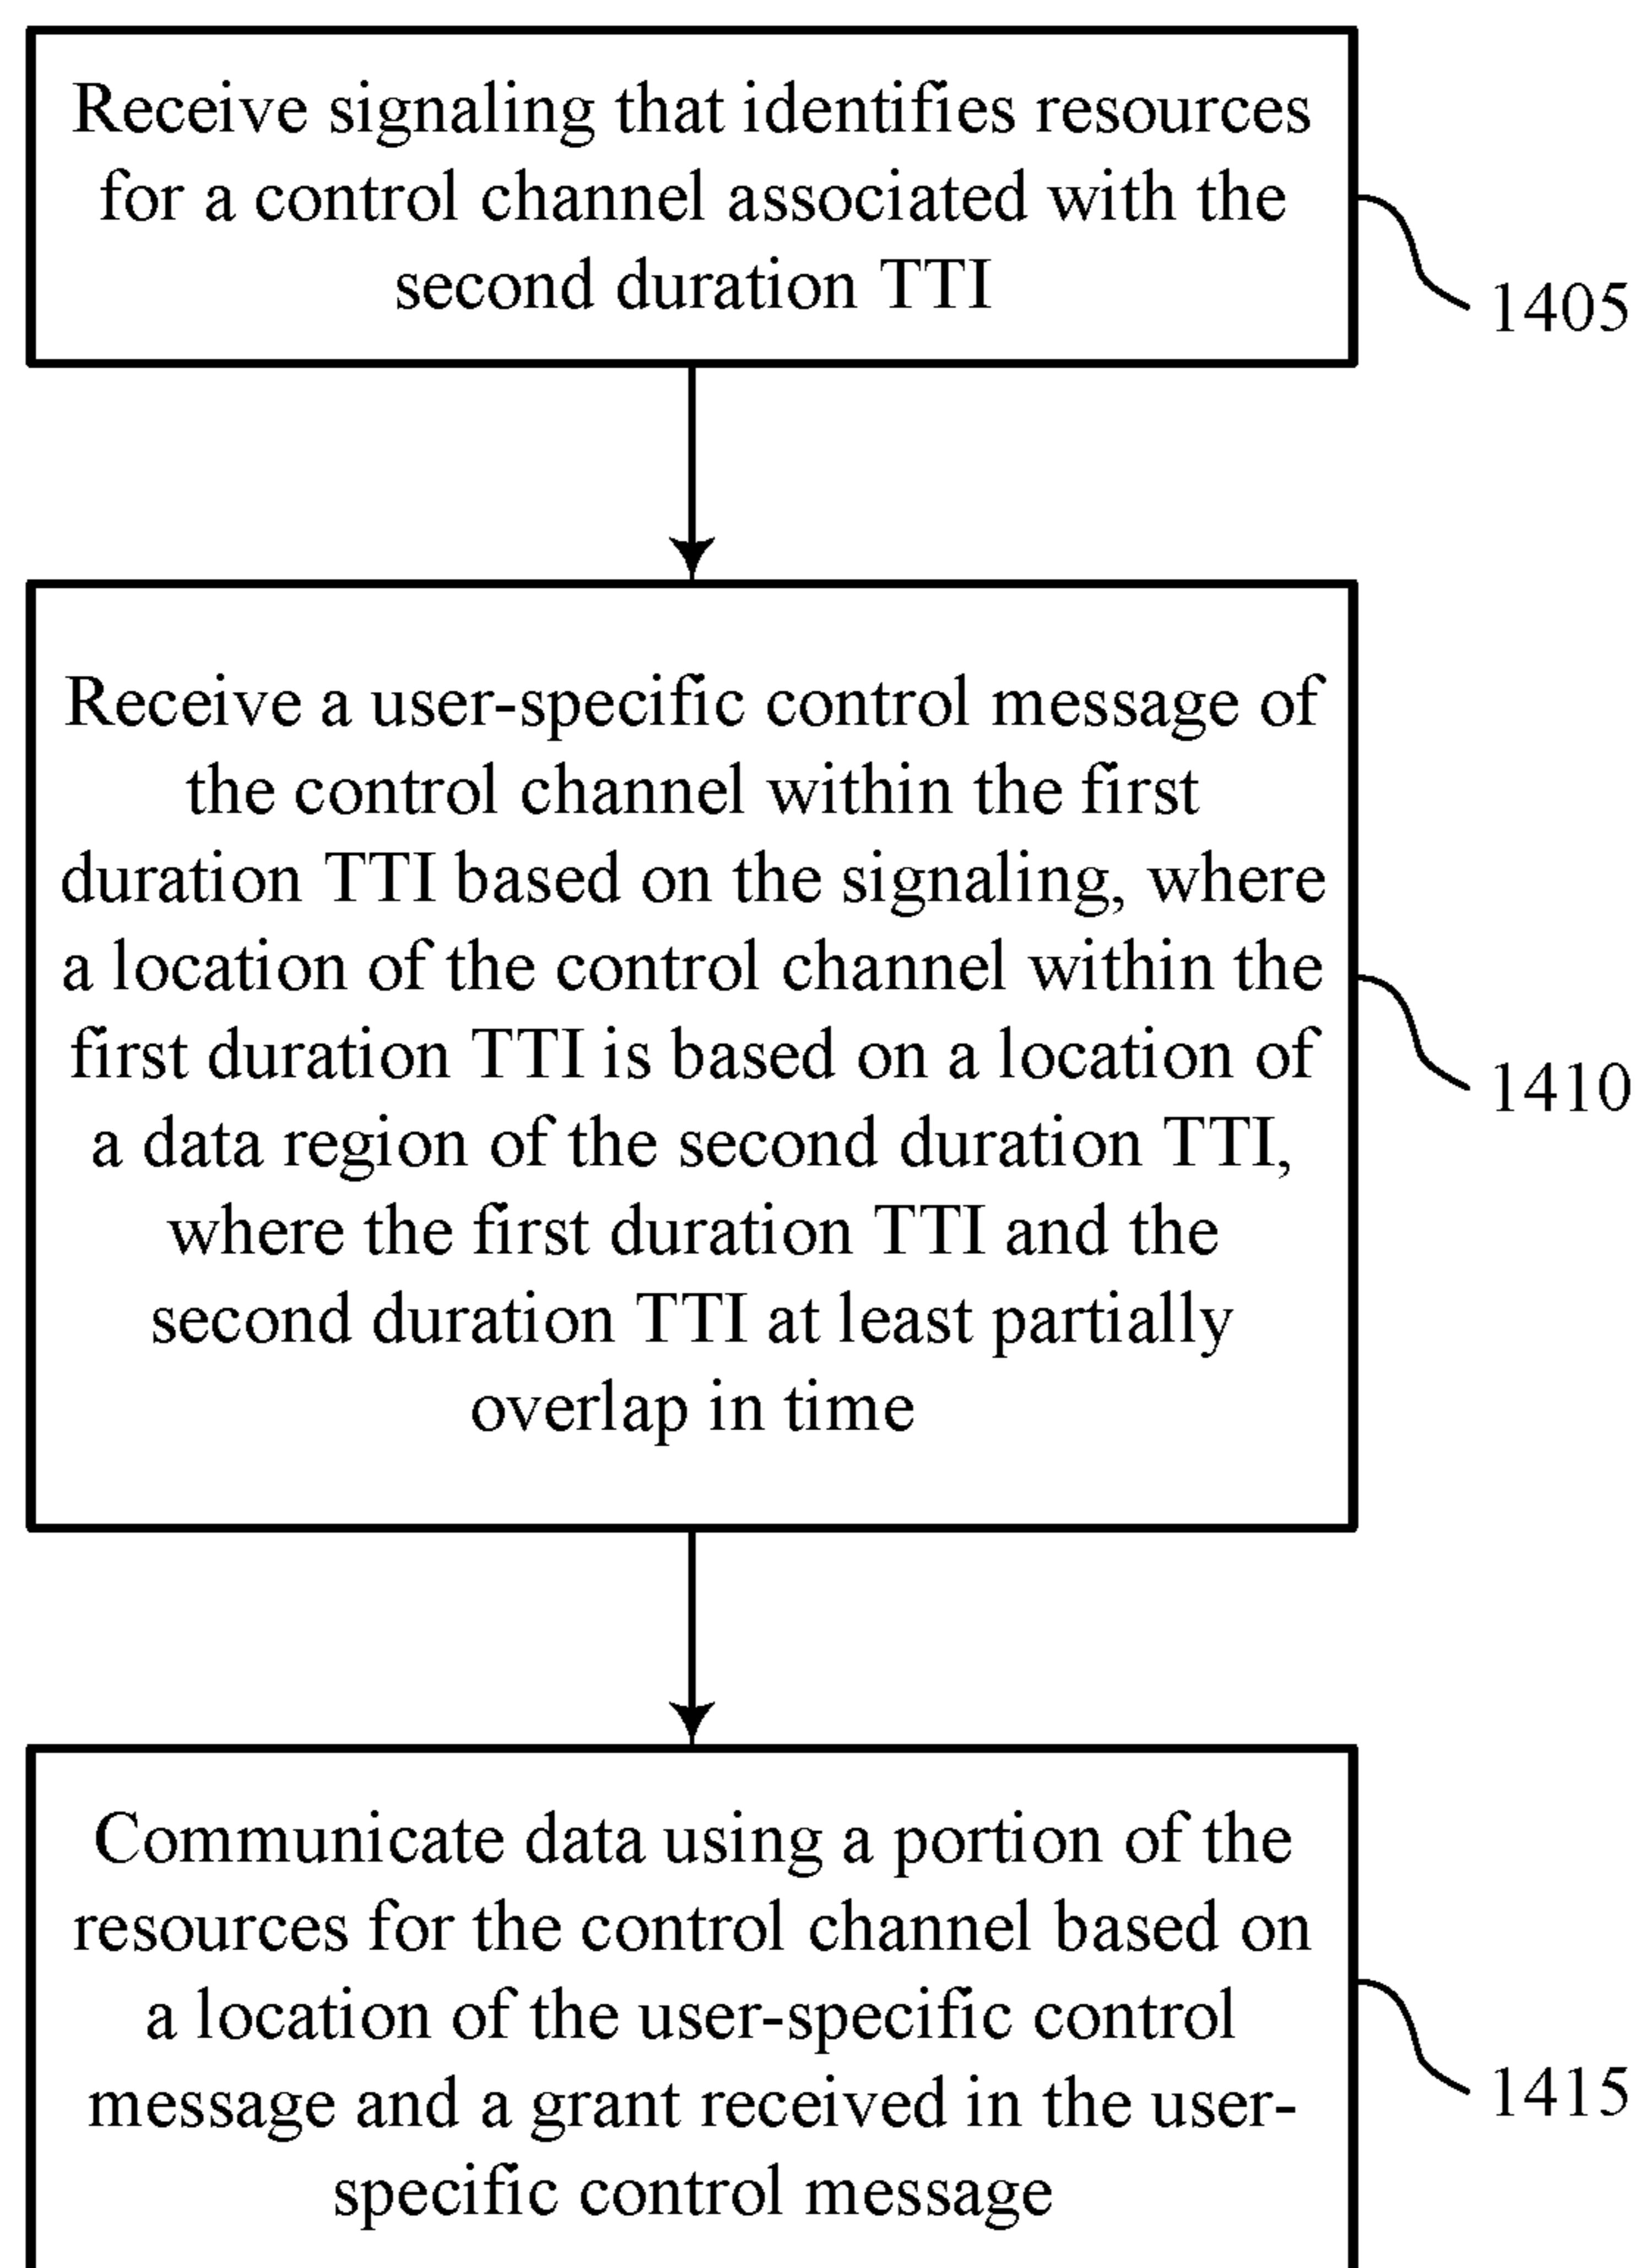 Receive signaling that identifies resources
for a control channel associated with the
second duration TTI
1405
Receive a user-specific control message of
the control channel within the first
duration TTI based on the signaling, where
a location of the control channel within the
first duration TTI is based on a location of
a data region of the second duration TTI,
where the first duration TTI and the
second duration TTI at least partially
overlap in time
1410
Communicate data using a portion of the
resources for the control channel based on
a location of the user-specific control
message and a grant received in the user-
specific control message
1415